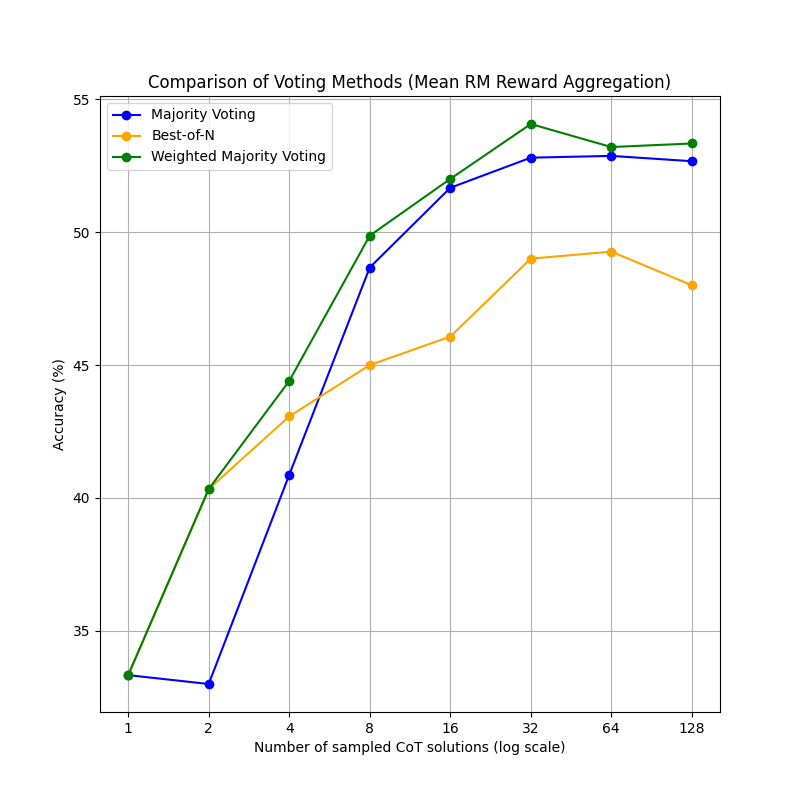 Comparison of Voting Methods (Mean RM Reward Aggregation)
Majority Voting
Best-of-N
Weighted Majority Voting
55
50
45
40
35
Accuracy (%)
1 2 4 8 16 32 64 128
Number of sampled CoT solutions (log scale)